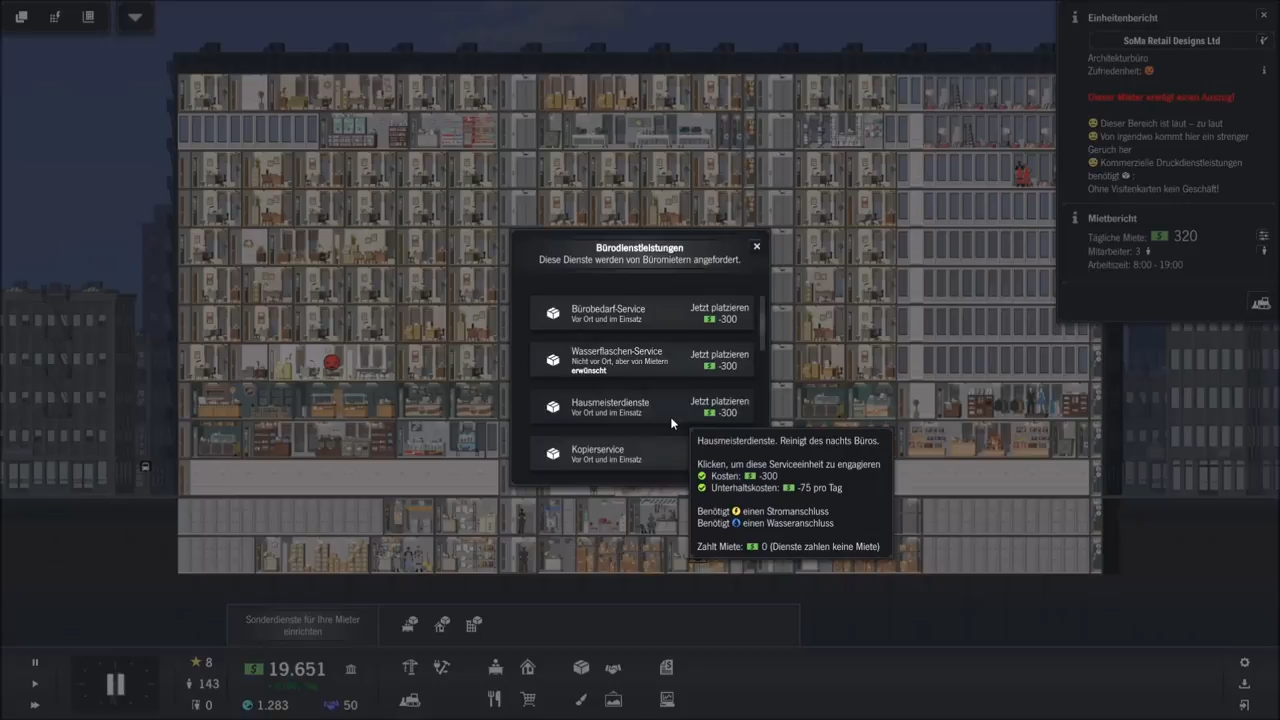 Einheitenbericht
SoMa Retail Designs Ltd
Architekturbüro
Zufriedenheit:
Dieser Mieter erwägt einen Auszug!
Dieser Bereich ist laut – zu laut
Von irgendwo kommt hier ein strenger
Geruch her
Kommerzielle Druckdienstleistungen
benötigt :
Ohne Visitenkarten kein Geschäft!
Mietbericht
Tägliche Miete: 320
Mitarbeiter: 3
Arbeitszeit: 8:00 - 19:00
Bürodienstleistungen
Diese Dienste werden von Büromietern angefordert.
Bürobedarf-Service
Vor Ort und im Einsatz
Jetzt platzieren
-300
Wasserflaschen-Service
Nicht vor Ort, aber von Mietern
erwünscht
Jetzt platzieren
-300
Hausmeisterdienste
Vor Ort und im Einsatz
Jetzt platzieren
-300
Kopierservice
Vor Ort und im Einsatz
Hausmeisterdienste. Reinigt des nachts Büros.
Klicken, um diese Serviceeinheit zu engagieren
Kosten: -300
Unterhaltskosten: -75 pro Tag
Benötigt einen Stromanschluss
Benötigt einen Wasseranschluss
Zahlt Miete: 0 (Dienste zahlen keine Miete)
Sonderdienste für Ihre Mieter
einrichten
8
143
0
19.651
1.283
50